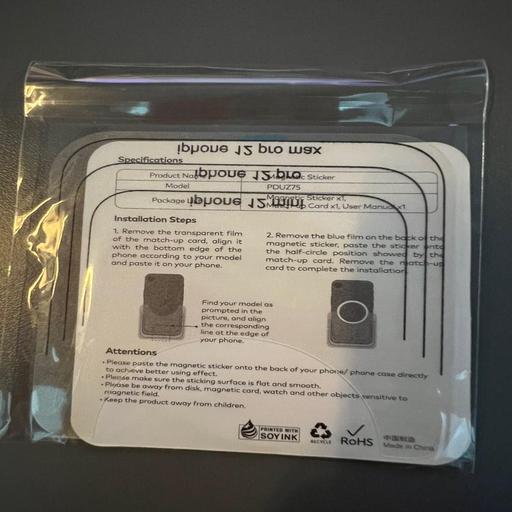 iphone 12 pro max
Specifications
iphone 12 pro
Product Sticker
Model PDUZ75
iphone 12 mini
Package Magnetic Sticker x1,
Card x1, User Manual x1
Installation Steps
1. Remove the transparent film
of the match-up card, align it
with the bottom edge of the
phone according to your model
and paste it on your phone.
2. Remove the blue film on the back of the
magnetic sticker, paste the sticker onto
the half-circle position showed by the
match-up card. Remove the match-up
card to complete the installation.
Find your model as
prompted in the
picture, and align
the corresponding
line at the edge of
your phone.
Attentions
• Please paste the magnetic sticker onto the back of your phone/ phone case directly
to achieve better using effect.
• Please make sure the sticking surface is flat and smooth.
• Please be away from disk, magnetic card, watch and other objects sensitive to
magnetic field.
• Keep the product away from children.
PRINTED WITH
SOY INK
RECYCLE
RoHS
中国制造
Made in China